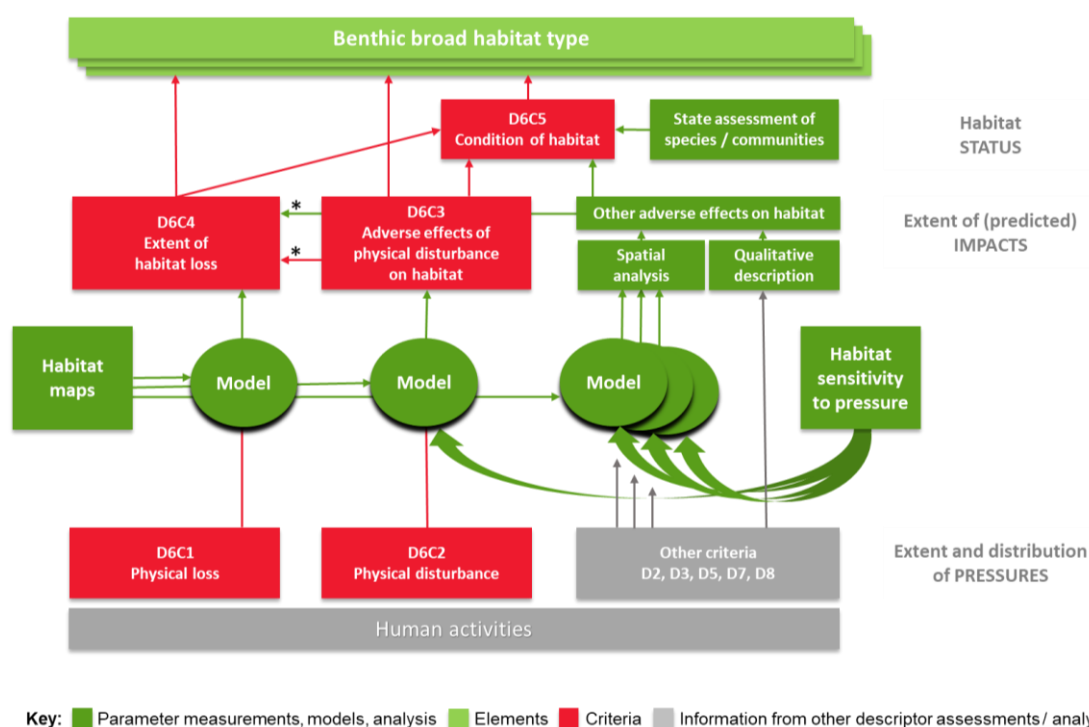 Benthic broad habitat type
D6C5
Condition of habitat
State assessment of
species / communities
Habitat
STATUS
D6C4
Extent of
habitat loss
*
*
D6C3
Adverse effects of
physical disturbance
on habitat
Other adverse effects on habitat
Spatial
analysis
Qualitative
description
Extent of (predicted)
IMPACTS
Habitat
maps
Model
Model
Model
Habitat
sensitivity
to pressure
D6C1
Physical loss
D6C2
Physical disturbance
Other criteria
D2, D3, D5, D7, D8
Extent and distribution
of PRESSURES
Human activities
Key: Parameter measurements, models, analysis Elements Criteria Information from other descriptor assessments/